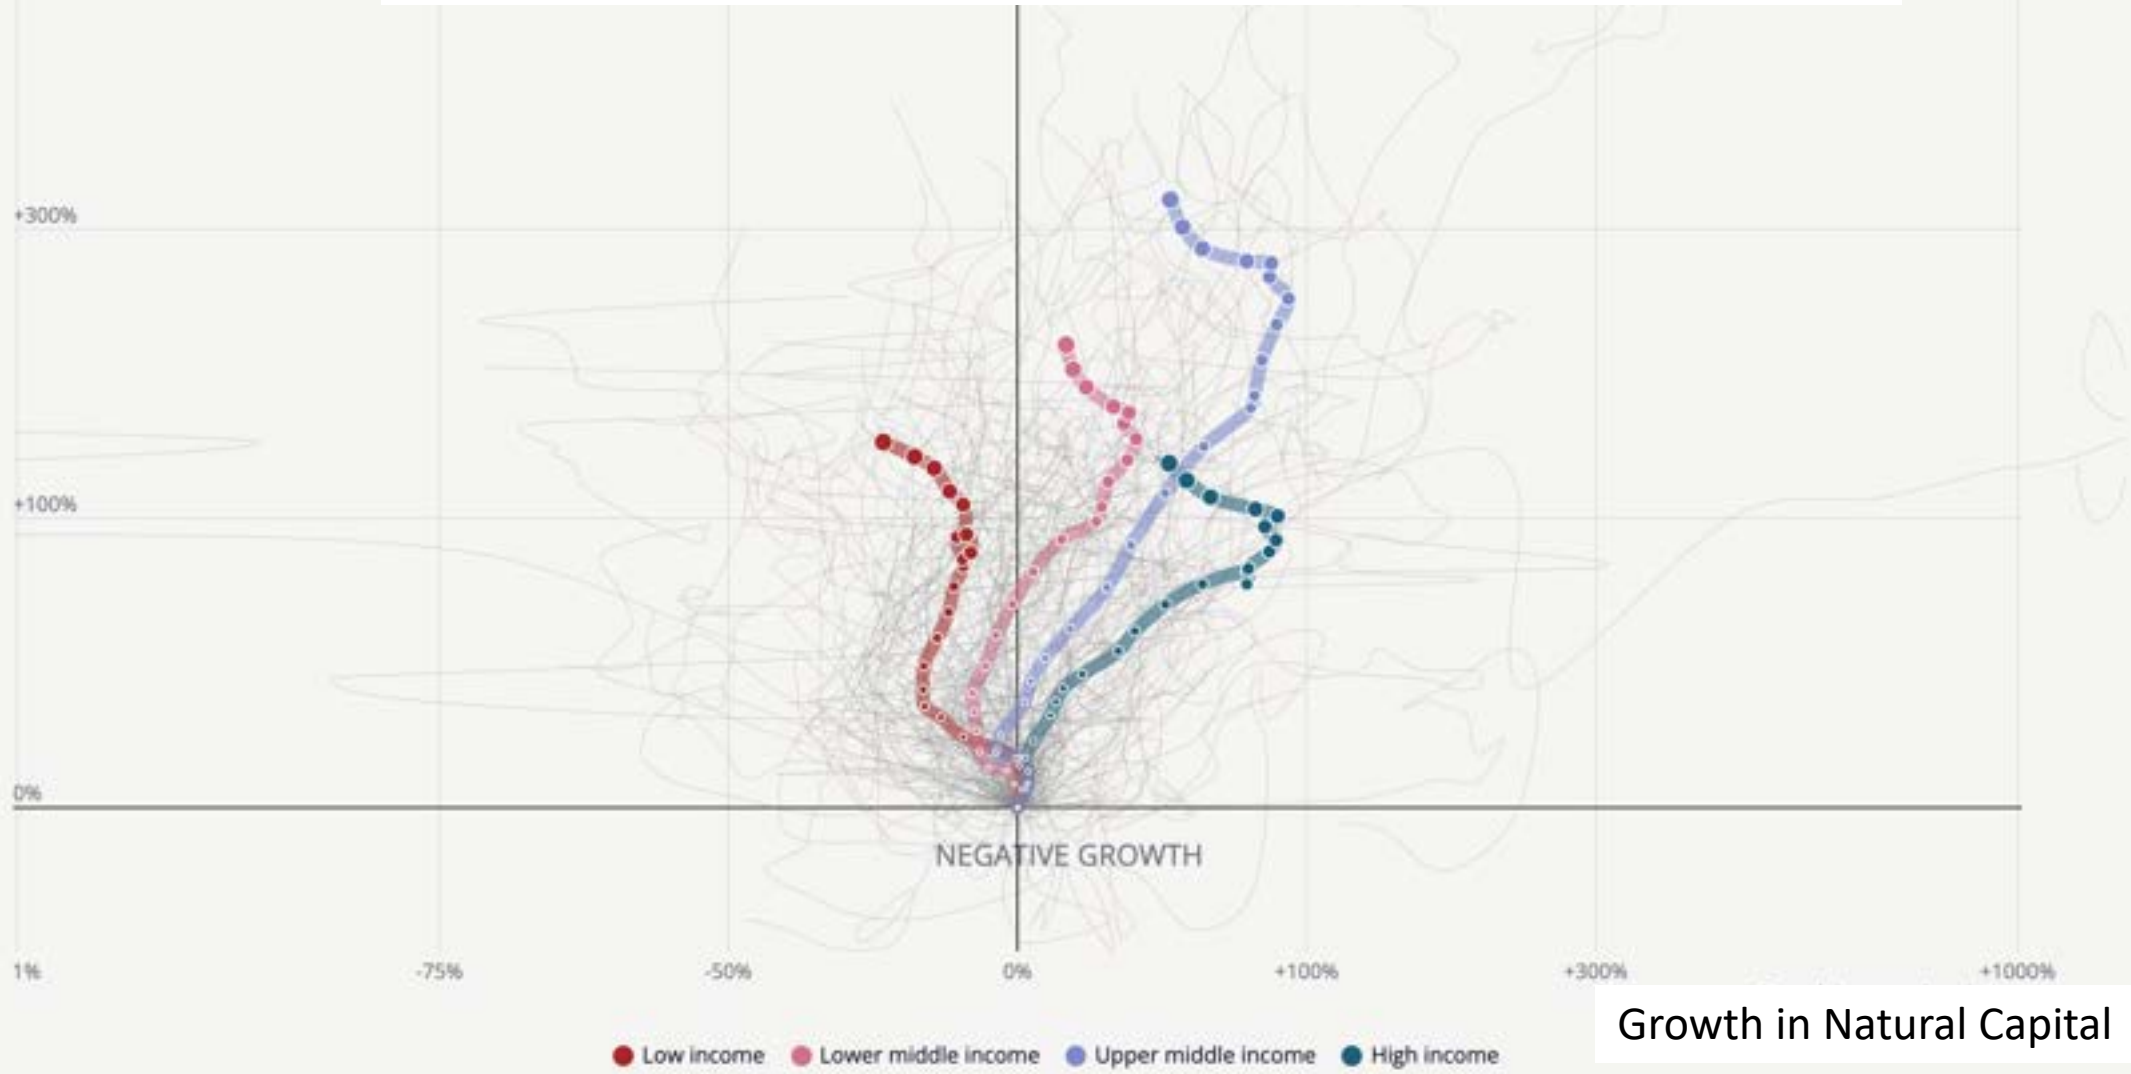 +300%
+100%
0%
NEGATIVE GROWTH
1% -75% -50% 0% +100% +300% +1000%
Growth in Natural Capital
Low income Lower middle income Upper middle income High income